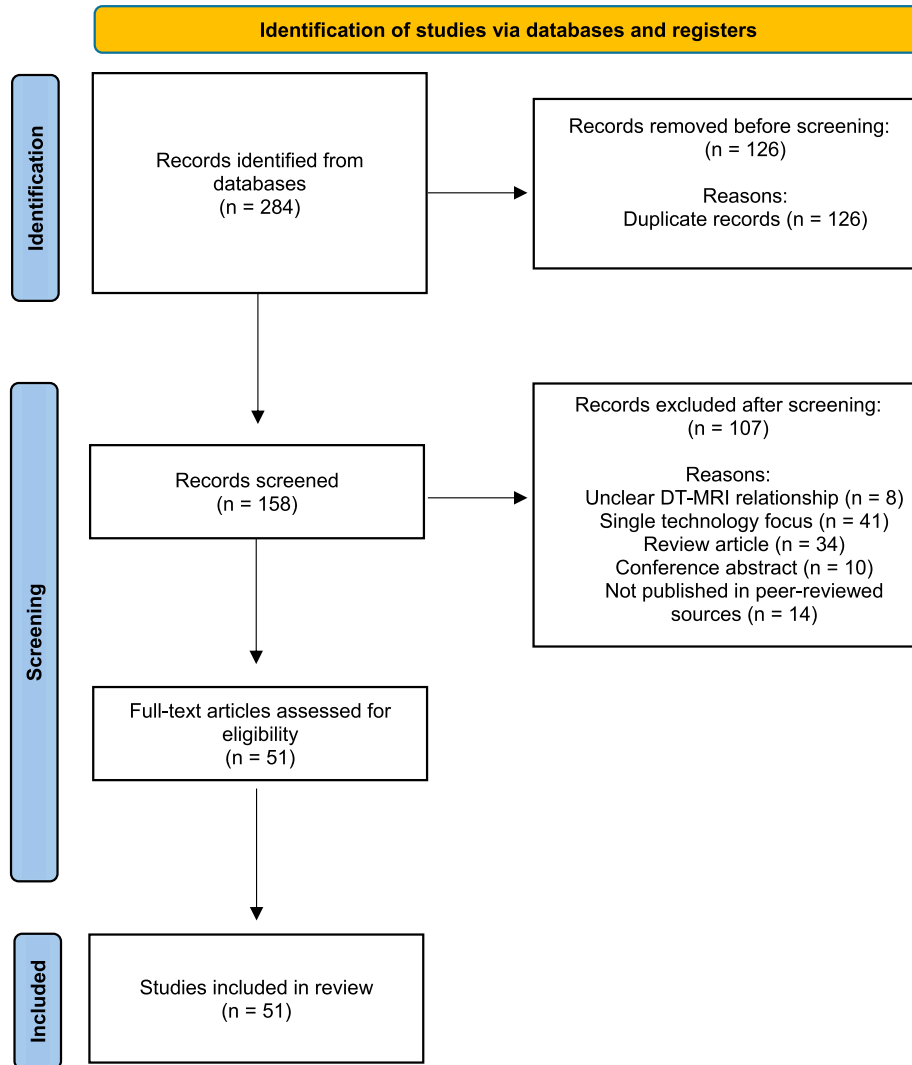 Identification of studies via databases and registers
Identification
Records identified from
databases
(n = 284)
Records removed before screening:
(n = 126)
Reasons:
Duplicate records (n = 126)
Screening
Records screened
(n = 158)
Records excluded after screening:
(n = 107)
Reasons:
Unclear DT-MRI relationship (n = 8)
Single technology focus (n = 41)
Review article (n = 34)
Conference abstract (n = 10)
Not published in peer-reviewed
sources (n = 14)
Full-text articles assessed for
eligibility
(n = 51)
Included
Studies included in review
(n = 51)